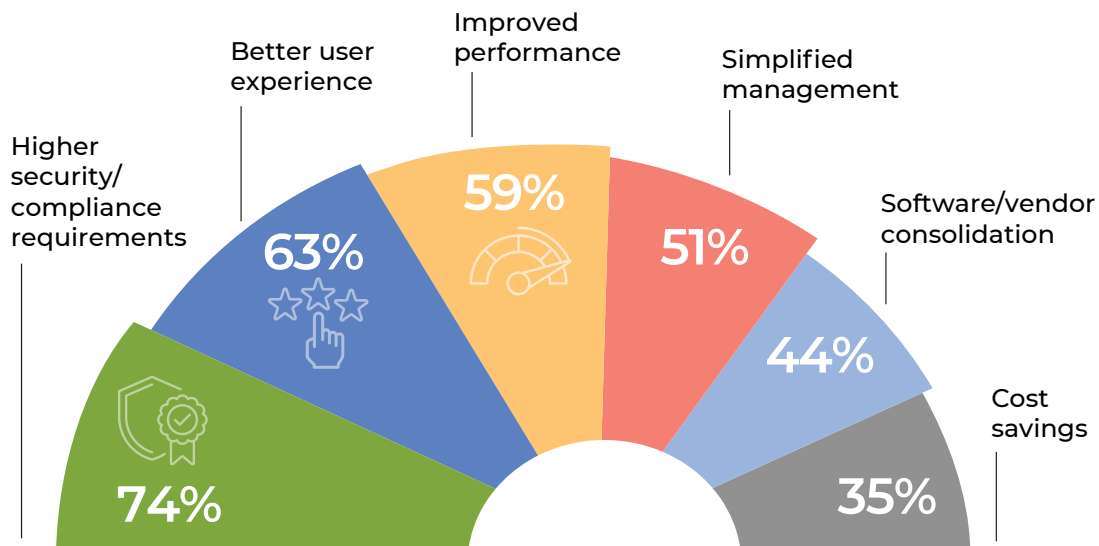 Higher
security/
compliance
requirements
74%
Better user
experience
63%
Improved
performance
59%
Simplified
management
51%
Software/vendor
consolidation
44%
Cost
savings
35%